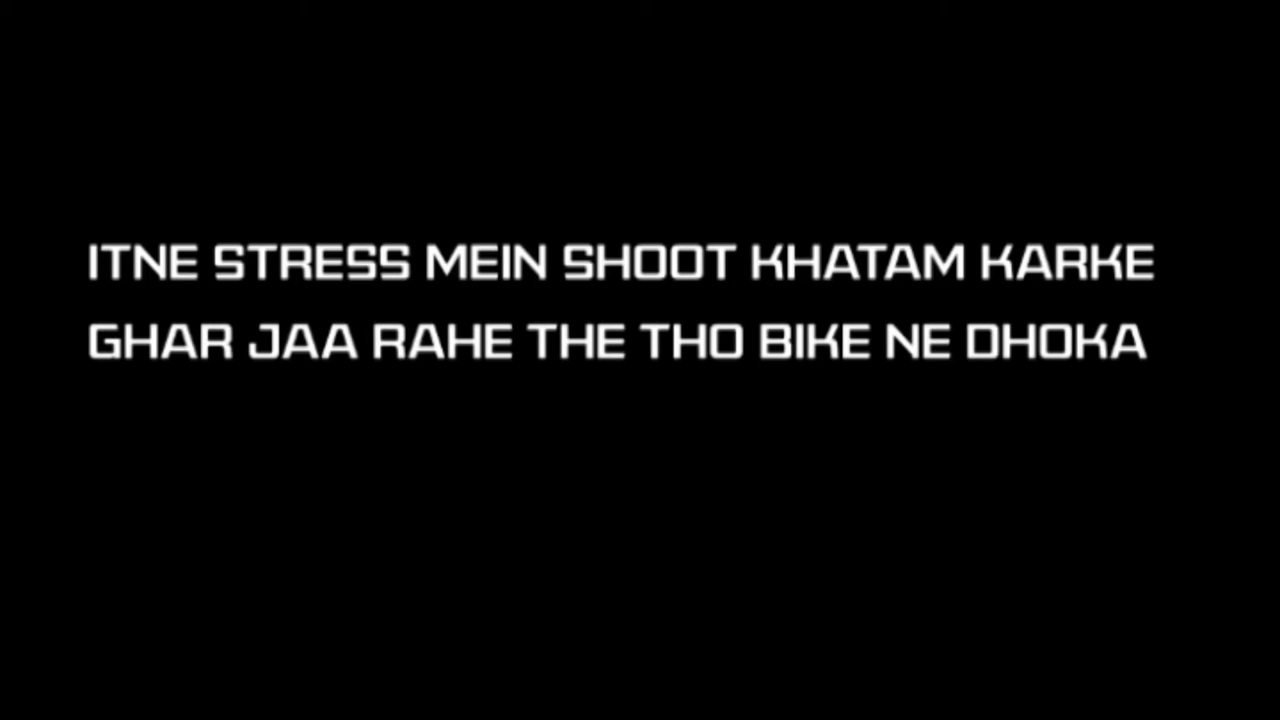 ITNE STRESS MEIN SHOOT KHATAM KARKE
GHAR JAA RAHE THE THO BIKE NE DHOKA